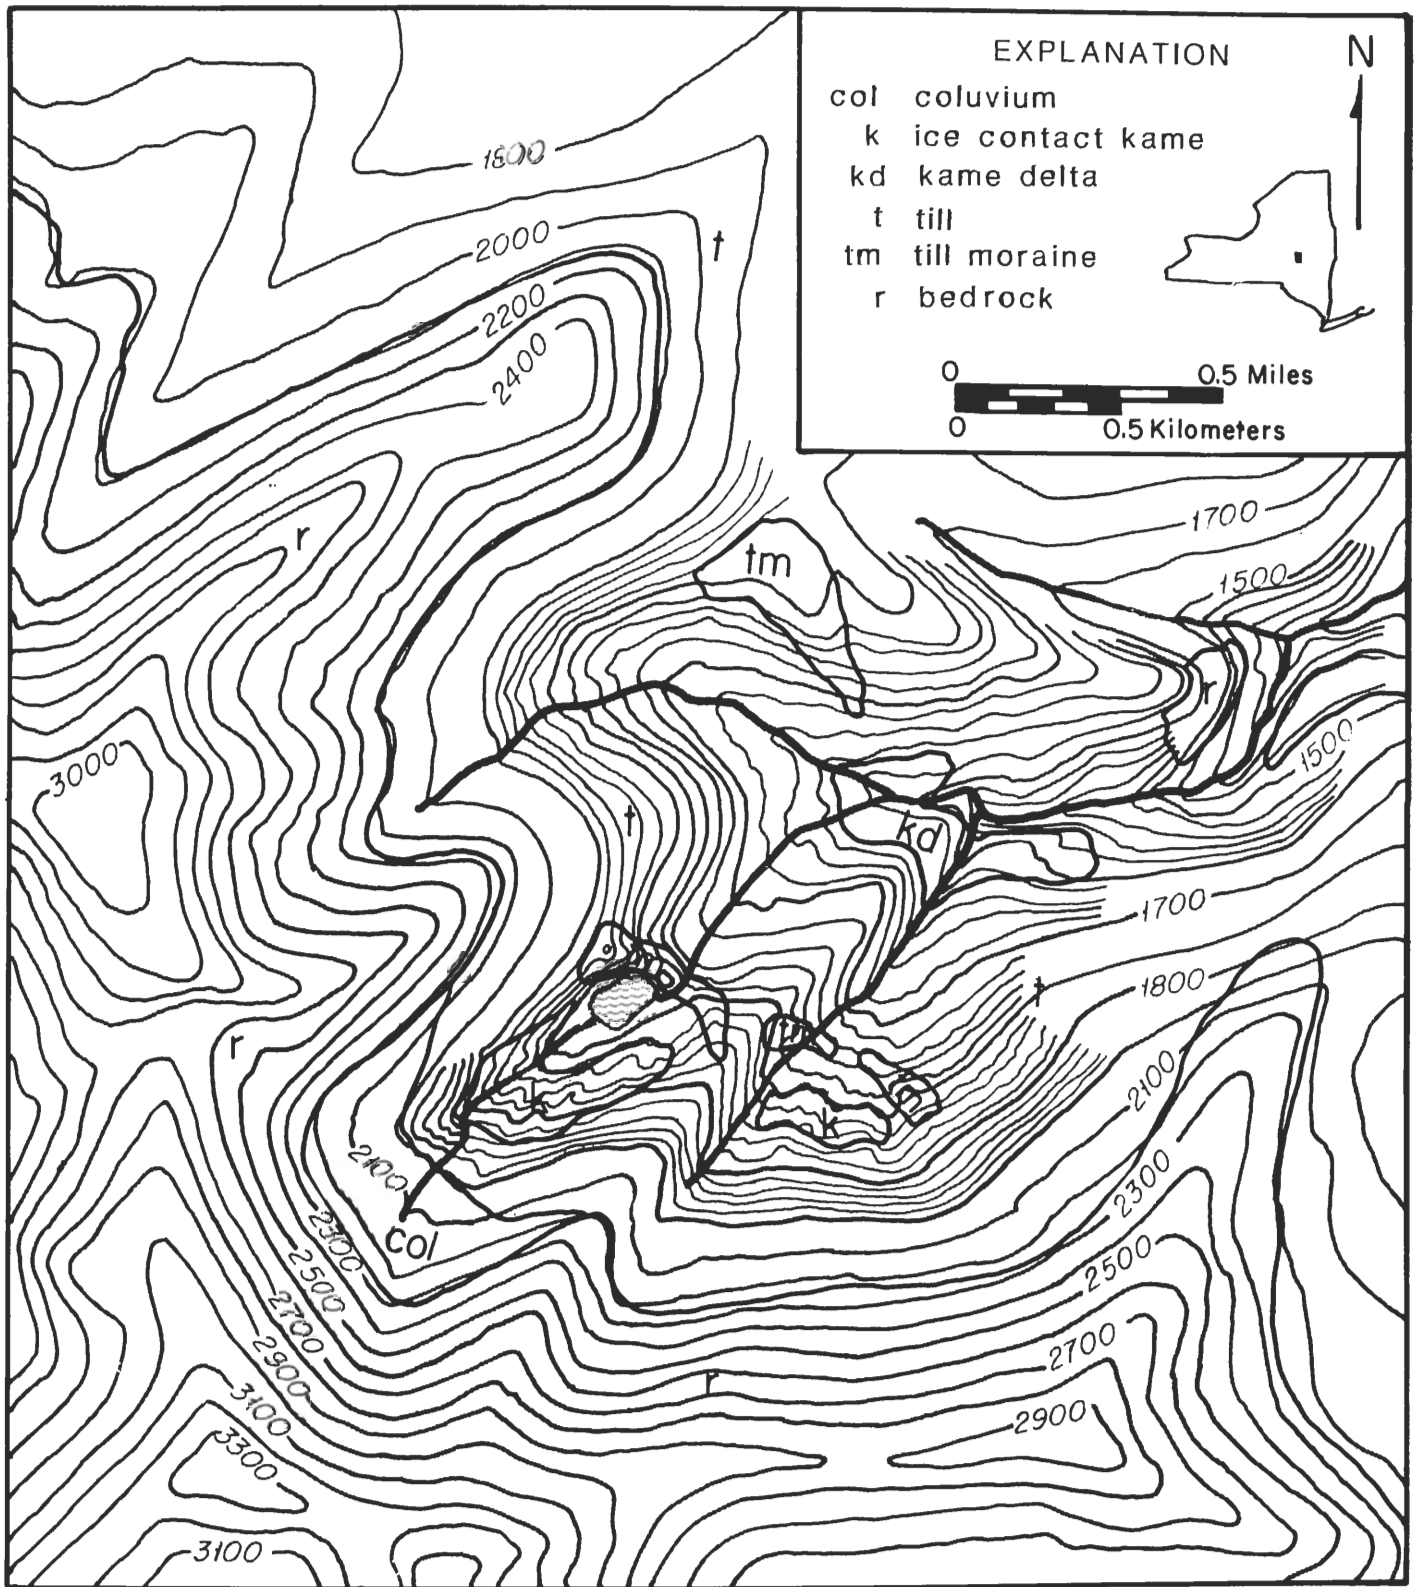 EXPLANATION
N
col coluvium
k ice contact kame
kd kame delta
t till
tm till moraine
r bedrock
0 0.5 Miles
0 0.5 Kilometers
1800
2000
t
2200
2400
r
tm
1700
1500
r
3000
1500
t
kd
1700
1800
t
r
2100
k
k
2100
col
2300
2300
2500
2500
2700
2700
2900
r
2900
3100
3300
3100